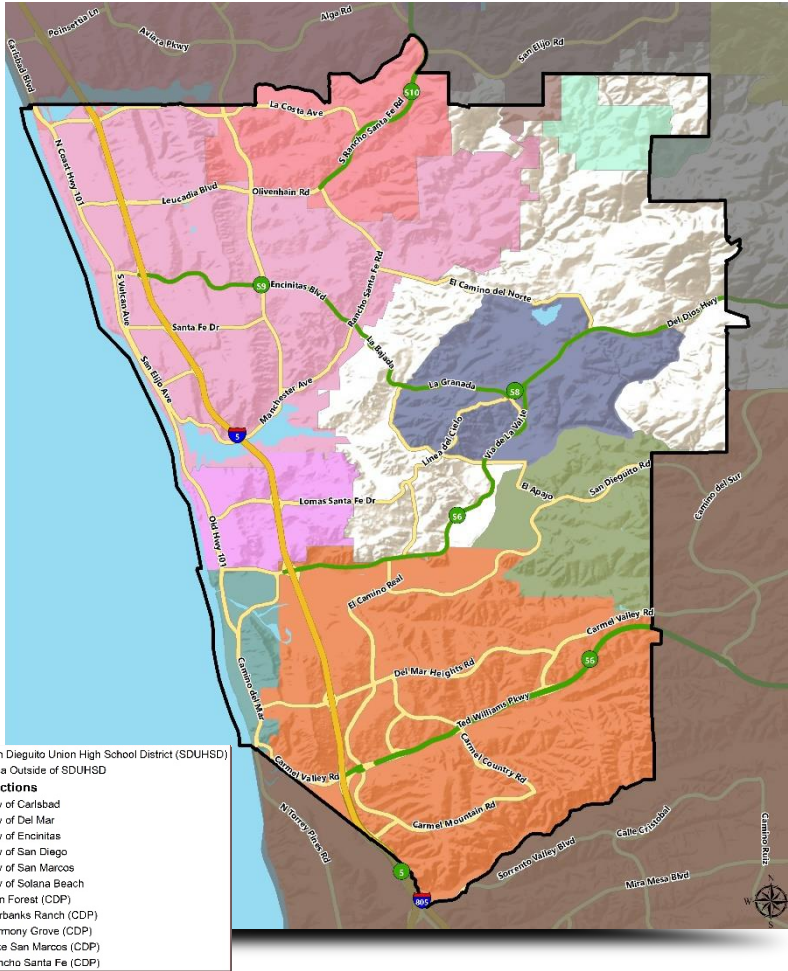 Poinsettia Ln
Alga Rd
Aviara Pkwy
Carlsbad Blvd
San Elijo Rd
S10
La Costa Ave
S Rancho Santa Fe Rd
N Coast Hwy 101
Leucadia Blvd
Olivenhain Rd
S9
Encinitas Blvd
Rancho Santa Fe Rd
El Camino del Norte
Del Dios Hwy
S Vulcan Ave
Santa Fe Dr
La Bajada
San Elijo Ave
Manchester Ave
La Granada
S8
5
Linea del Cielo
Via de La Valle
El Apajo
San Dieguito Rd
Camino del Sur
Lomas Santa Fe Dr
S6
Old Hwy 101
El Camino Real
Carmel Valley Rd
S6
Del Mar Heights Rd
Camino del Mar
Ted Williams Pkwy
Carmel Valley Rd
Carmel Country Rd
Carmel Mountain Rd
N Torrey Pines Rd
Sorrento Valley Blvd
Calle Cristobal
Camino Ruiz
Mira Mesa Blvd
5
805
N
W
E
S
n Dieguito Union High School District (SDUHSD)
a Outside of SDUHSD
ctions
y of Carlsbad
y of Del Mar
y of Encinitas
y of San Diego
y of San Marcos
y of Solana Beach
n Forest (CDP)
rbanks Ranch (CDP)
rmony Grove (CDP)
ke San Marcos (CDP)
ncho Santa Fe (CDP)